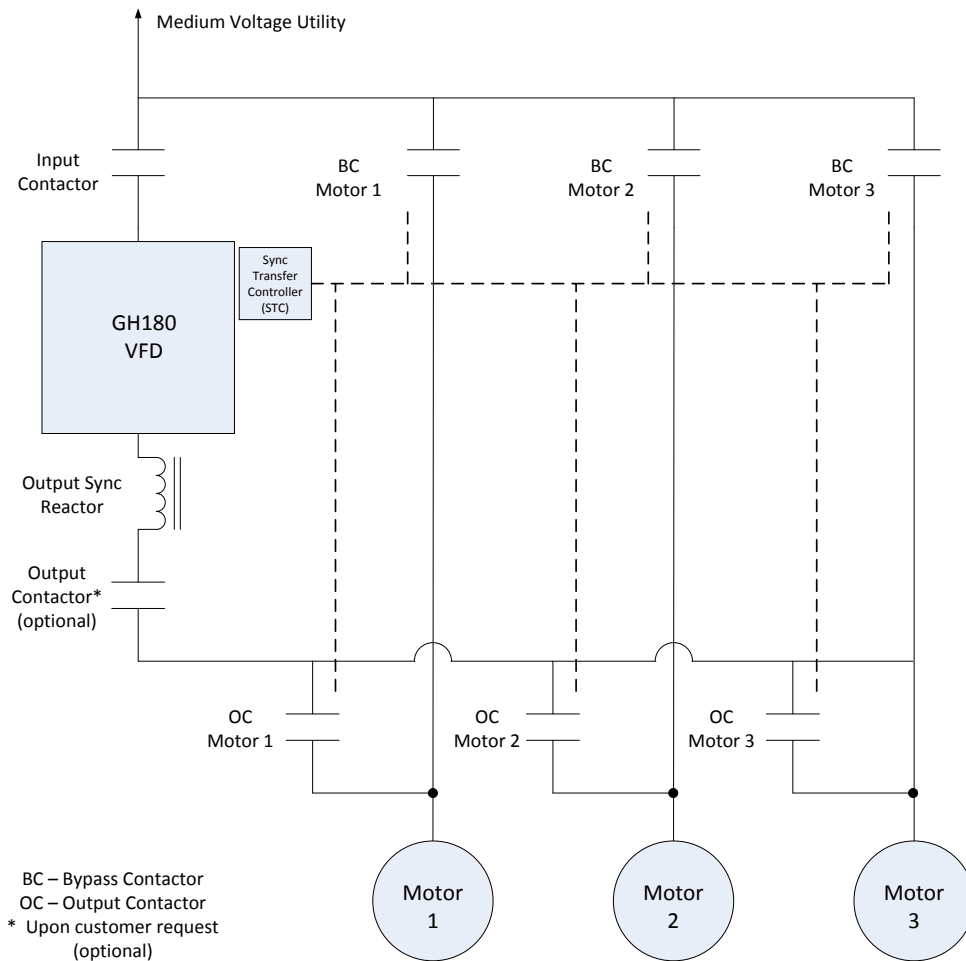 Medium Voltage Utility
Input
Contactor
BC
Motor 1
BC
Motor 2
BC
Motor 3
GH180
VFD
Sync
Transfer
Controller
(STC)
Output Sync
Reactor
Output
Contactor*
(optional)
OC
Motor 1
OC
Motor 2
OC
Motor 3
Motor
1
Motor
2
Motor
3
BC – Bypass Contactor
OC – Output Contactor
* Upon customer request
(optional)